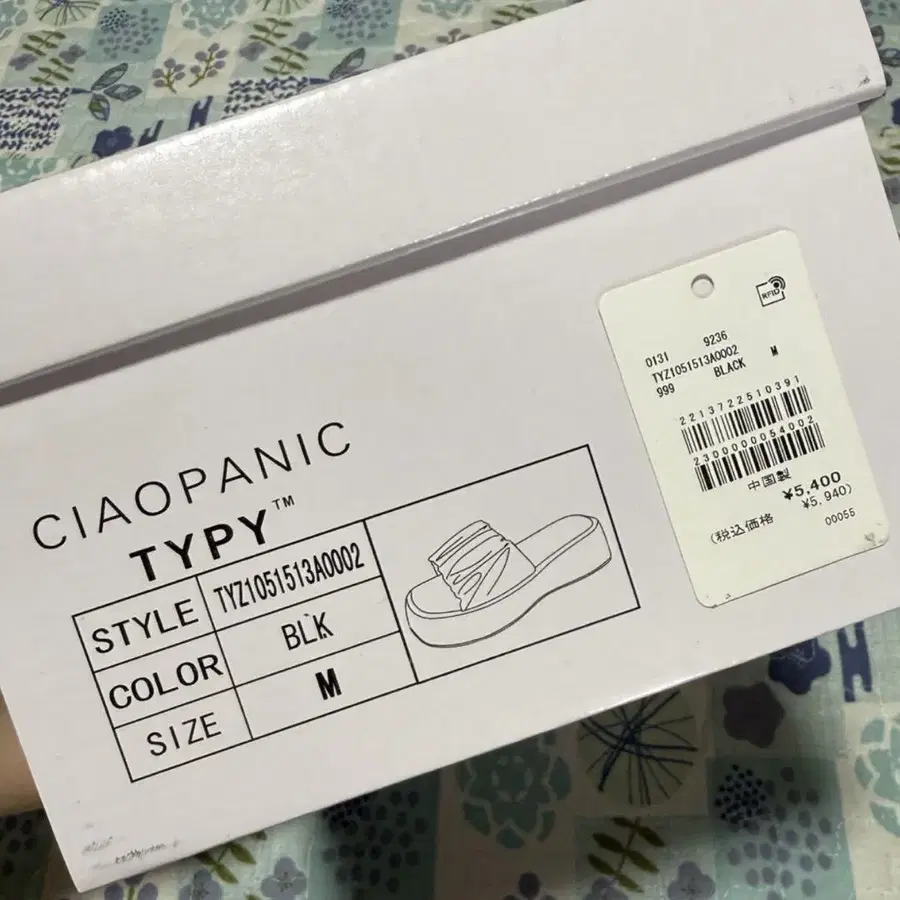 CIAOPANIC
TYPY™
STYLE TYZ1051513A0002
COLOR BLK
SIZE M
RFID
0131 9236
TYZ1051513A0002
999 BLACK M
2213722510391
2300000054002
中国製
¥5,400
(税込価格 ¥5,940)
00055